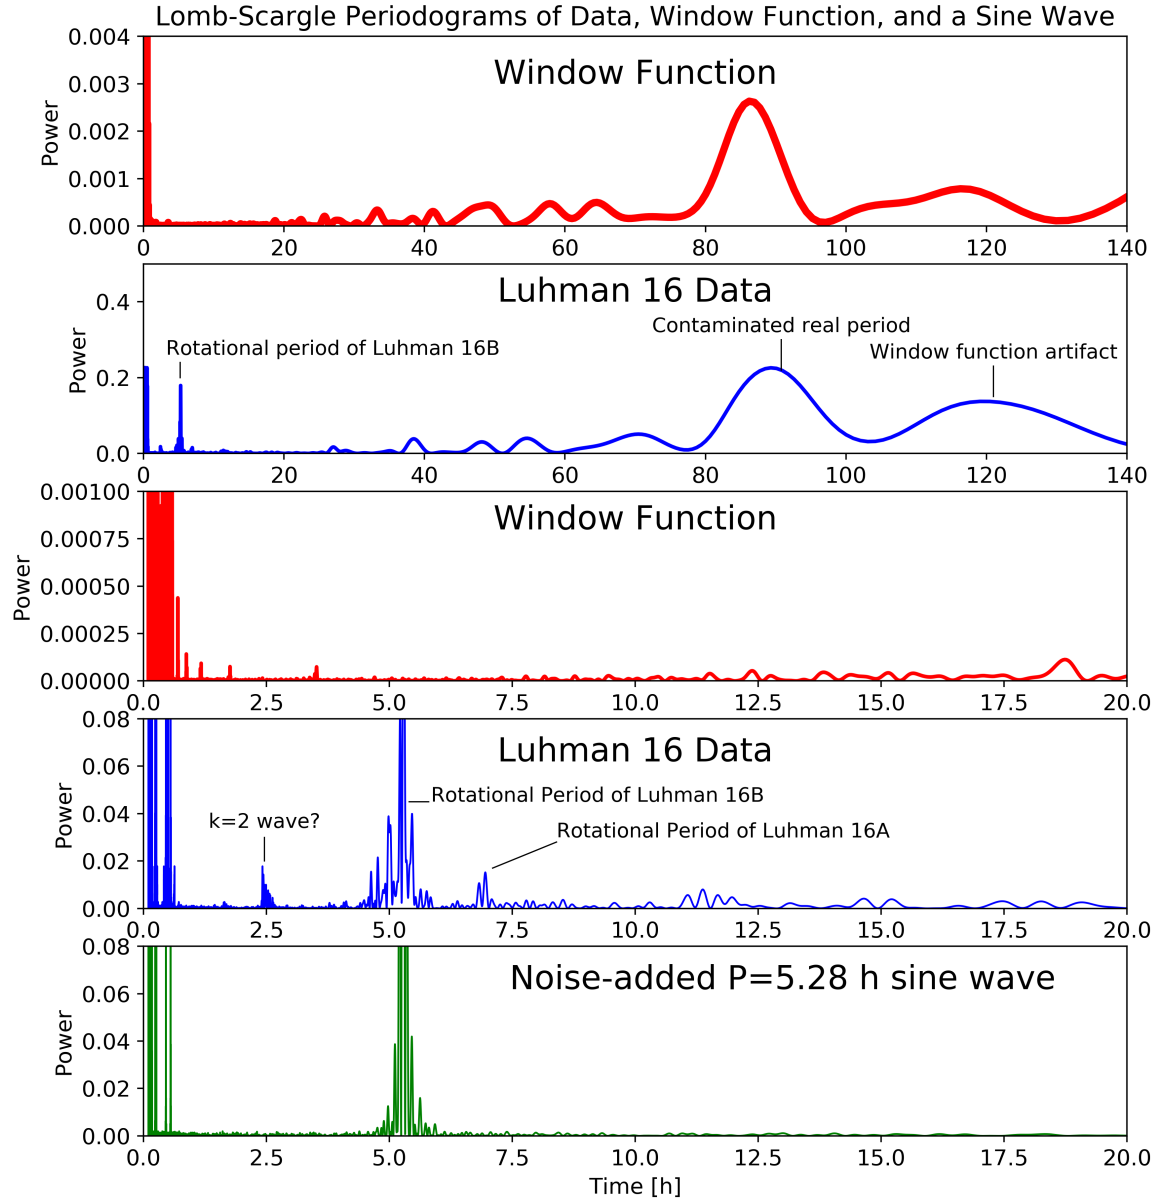 Lomb-Scargle Periodograms of Data, Window Function, and a Sine Wave
Window Function
Power
0.004
0.003
0.002
0.001
0.000
0 20 40 60 80 100 120 140
Luhman 16 Data
Contaminated real period
Window function artifact
Rotational period of Luhman 16B
Power
0.4
0.2
0.0
0 20 40 60 80 100 120 140
Window Function
Power
0.00100
0.00075
0.00050
0.00025
0.00000
0.0 2.5 5.0 7.5 10.0 12.5 15.0 17.5 20.0
Luhman 16 Data
Rotational Period of Luhman 16B
k=2 wave?
Rotational Period of Luhman 16A
Power
0.08
0.06
0.04
0.02
0.00
0.0 2.5 5.0 7.5 10.0 12.5 15.0 17.5 20.0
Noise-added P=5.28 h sine wave
Power
0.08
0.06
0.04
0.02
0.00
0.0 2.5 5.0 7.5 10.0 12.5 15.0 17.5 20.0
Time [h]